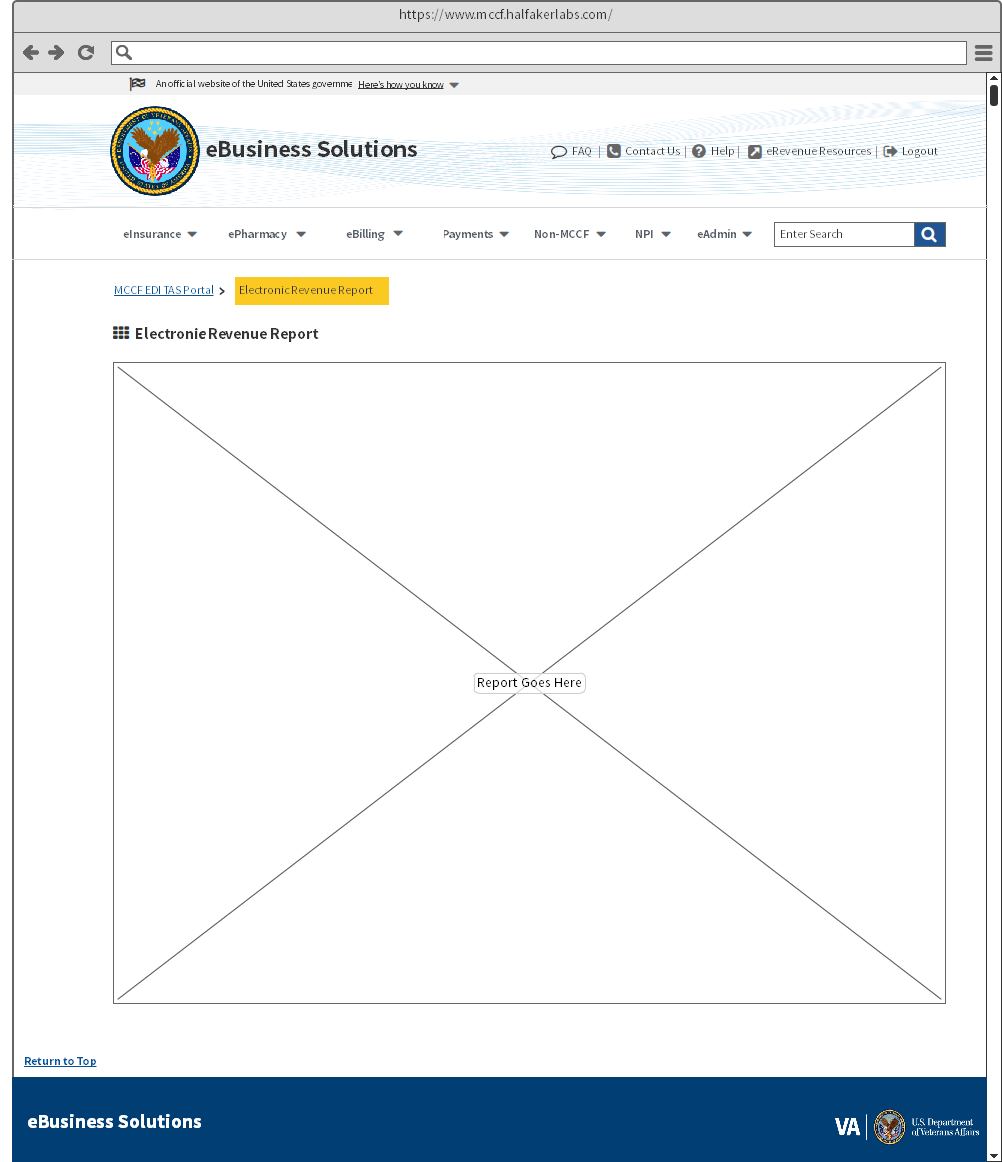 https://www.mccf.halfakerlabs.com/
An official website of the United States governme Here's how you know
eBusiness Solutions
FAQ | Contact Us | Help | eRevenue Resources | Logout
eInsurance ePharmacy eBilling Payments Non-MCCF NPI eAdmin Enter Search
MCCF EDI TAS Portal > Electronic Revenue Report
Electronic Revenue Report
Report Goes Here
Return to Top
eBusiness Solutions
VA | U.S. Department
of Veterans Affairs